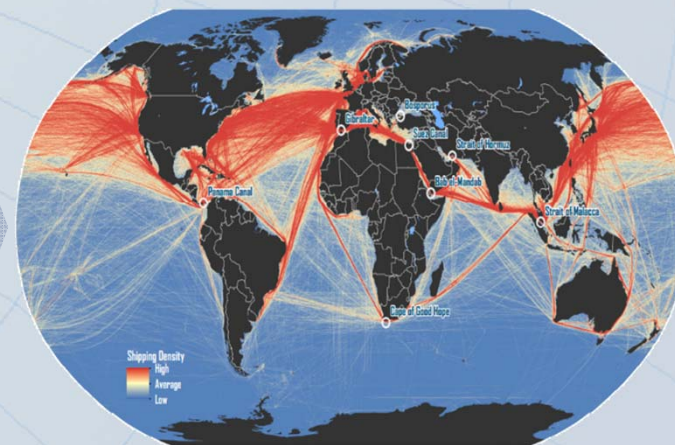 Bosporus
Gibraltar
Suez Canal
Strait of Hormuz
Bab el-Mandab
Panama Canal
Strait of Malacca
Cape of Good Hope
Shipping Density
High
Average
Low